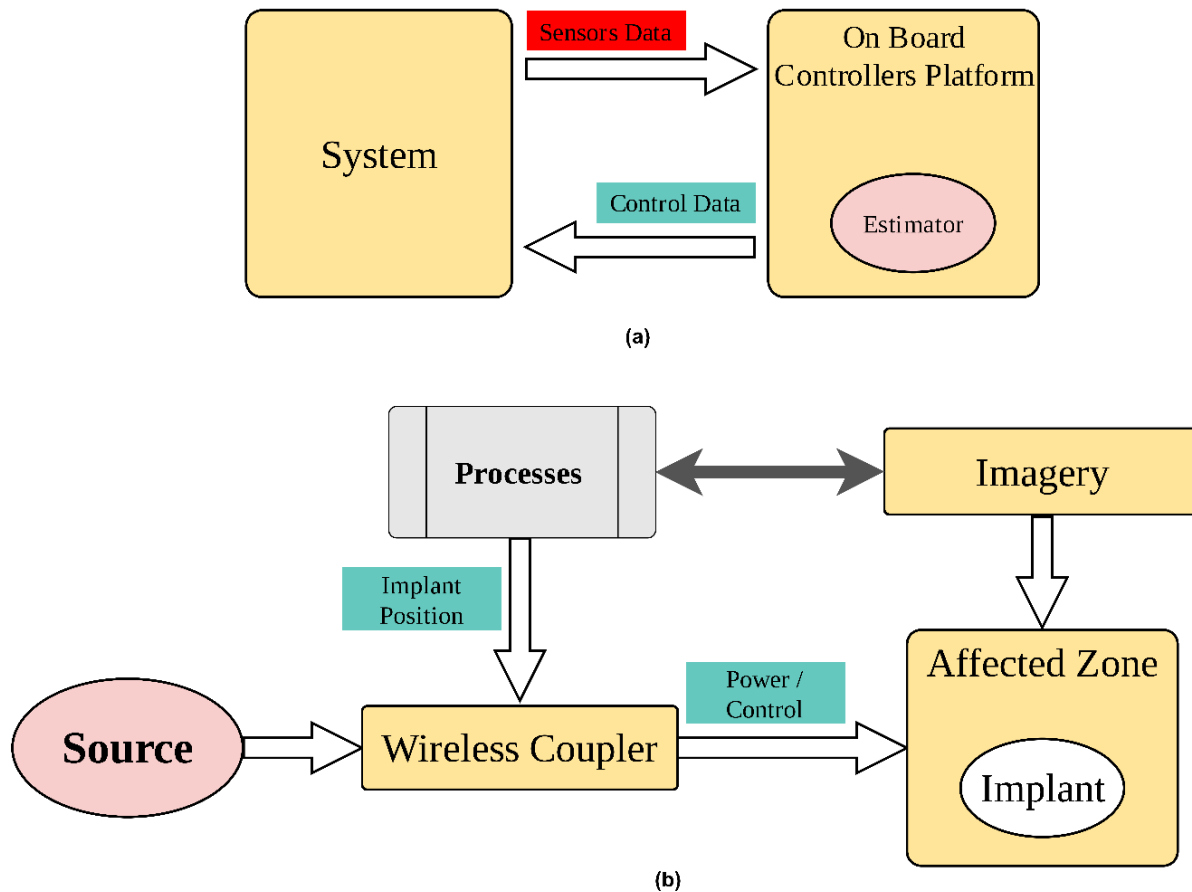 Sensors Data
On Board
Controllers Platform
System
Control Data
Estimator
(a)
Processes
Imagery
Implant
Position
Affected Zone
Power /
Control
Source
Wireless Coupler
Implant
(b)